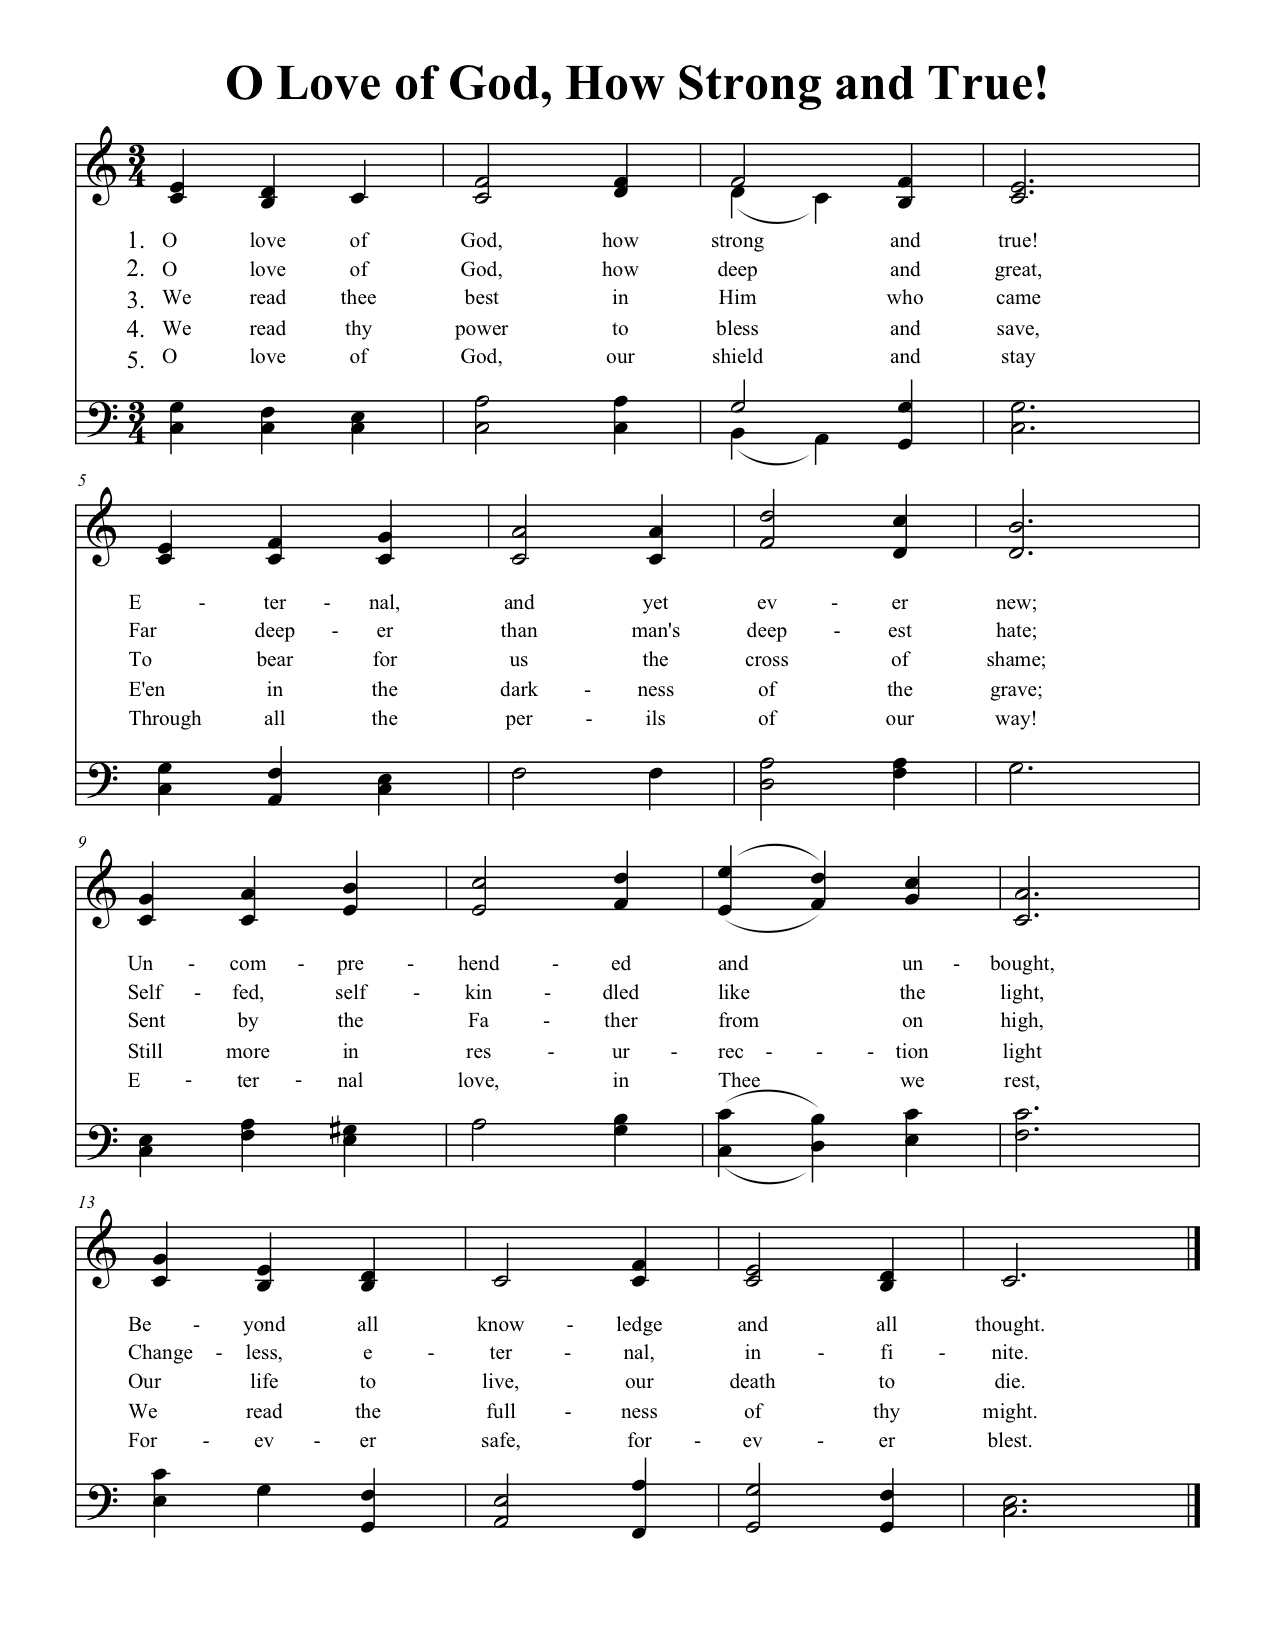 O Love of God, How Strong and True!
1. O love of God, how strong and true!
2. O love of God, how deep and great,
3. We read thee best in Him who came
4. We read thy power to bless and save,
5. O love of God, our shield and stay
5
E - ter - nal, and yet ev - er new;
Far deep - er than man's deep - est hate;
To bear for us the cross of shame;
E'en in the dark - ness of the grave;
Through all the per - ils of our way!
9
Un - com - pre - hend - ed and un - bought,
Self - fed, self - kin - dled like the light,
Sent by the Fa - ther from on high,
Still more in res - ur - rec - - - tion light
E - ter - nal love, in Thee we rest,
13
Be - yond all know - ledge and all thought.
Change - less, e - ter - nal, in - fi - nite.
Our life to live, our death to die.
We read the full - ness of thy might.
For - ev - er safe, for - ev - er blest.